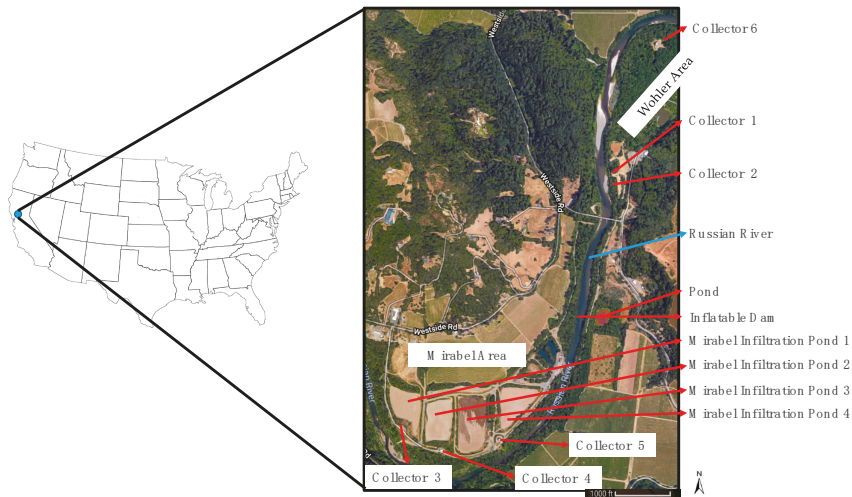 Westside
Collector 6
Wohler Area
Collector 1
Collector 2
Westside Rd
Russian River
Pond
Inflatable Dam
Westside Rd
Mirabel Infiltration Pond 1
Mirabel Area
Mirabel Infiltration Pond 2
Mirabel Infiltration Pond 3
Mirabel Infiltration Pond 4
Russian River
Collector 5
Collector 3
Collector 4
N
1000 ft